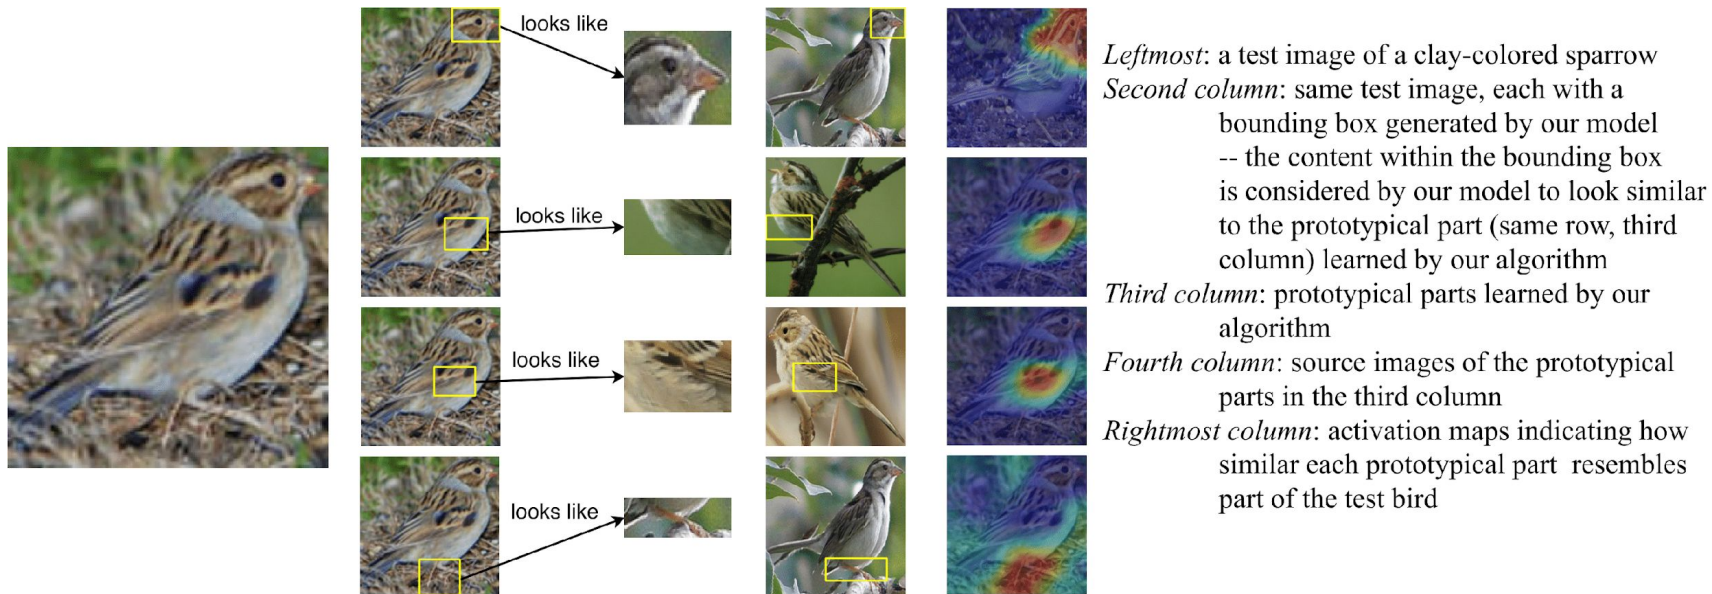 looks like
looks like
looks like
looks like
Leftmost: a test image of a clay-colored sparrow
Second column: same test image, each with a
bounding box generated by our model
-- the content within the bounding box
is considered by our model to look similar
to the prototypical part (same row, third
column) learned by our algorithm
Third column: prototypical parts learned by our
algorithm
Fourth column: source images of the prototypical
parts in the third column
Rightmost column: activation maps indicating how
similar each prototypical part resembles
part of the test bird